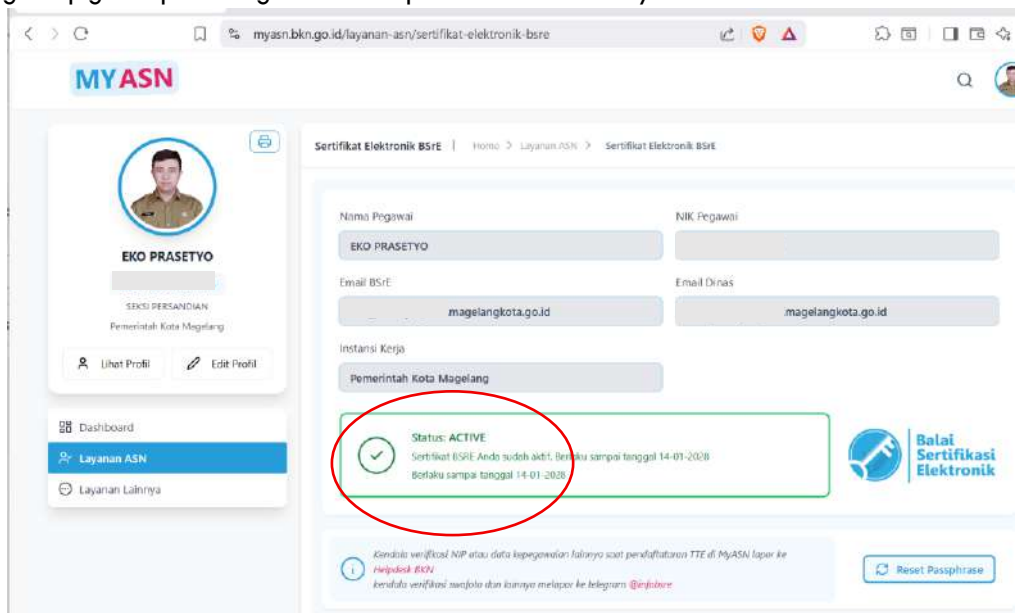 myasn.bkn.go.id/layanan-asn/sertifikat-elektronik-bsre
MYASN
EKO PRASETYO
SEKSI PERSANDIAN
Pemerintah Kota Magelang
Lihat Profil
Edit Profil
Dashboard
Layanan ASN
Layanan Lainnya
Sertifikat Elektronik BSrE | Home > Layanan ASN > Sertifikat Elektronik BSrE
Nama Pegawai
NIK Pegawai
EKO PRASETYO
Email BSrE
Email Dinas
magelangkota.go.id
magelangkota.go.id
Instansi Kerja
Pemerintah Kota Magelang
Status: ACTIVE
Sertifikat BSRE Anda sudah aktif. Berlaku sampai tanggal 14-01-2028
Berlaku sampai tanggal 14-01-2028
Balai
Sertifikasi
Elektronik
Kendala verifikasi NIP atau data kepegawaian lainnya saat pendaftataran TTE di MyASN lapor ke
Helpdesk BKN
kendala verifikasi swafoto dan lainnya melapor ke telegram @infobsre
Reset Passphrase